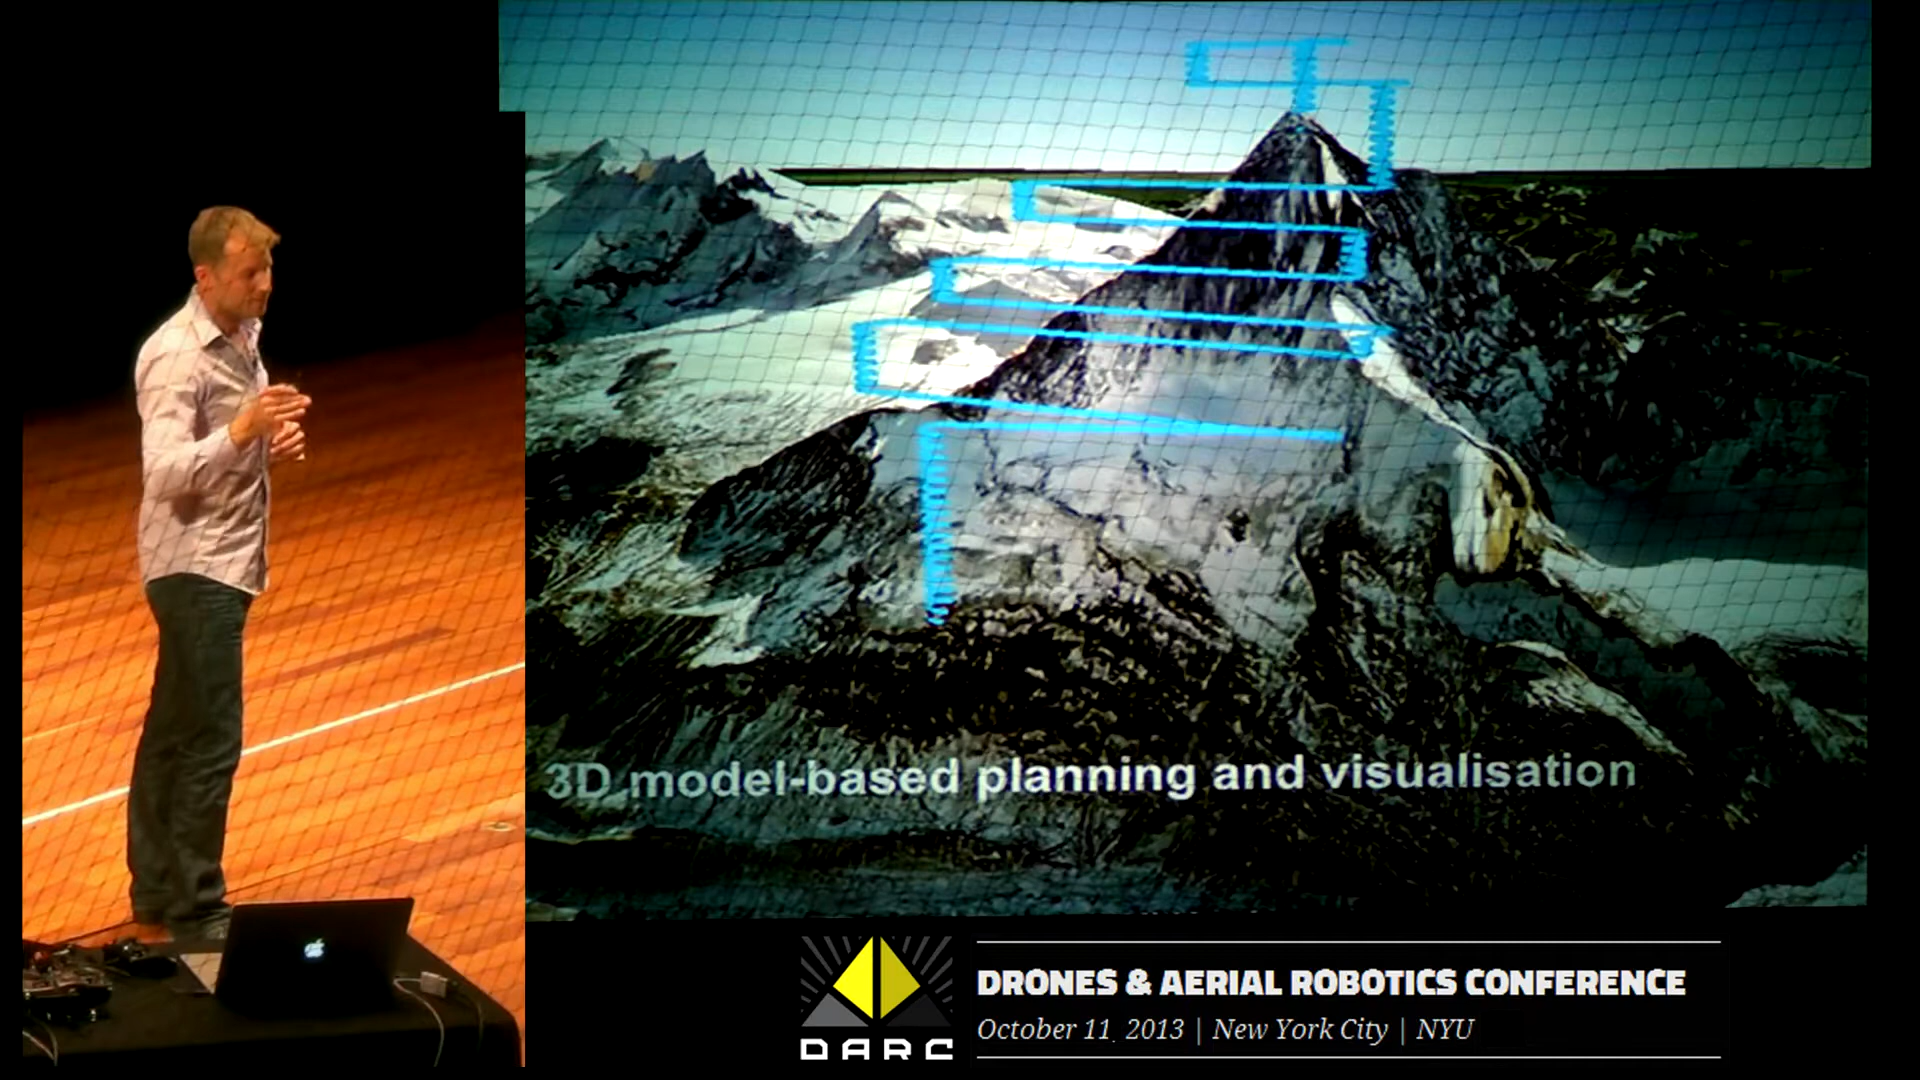 3D model-based planning and visualisation
DRONES & AERIAL ROBOTICS CONFERENCE
October 11, 2013 | New York City | NYU
DARC